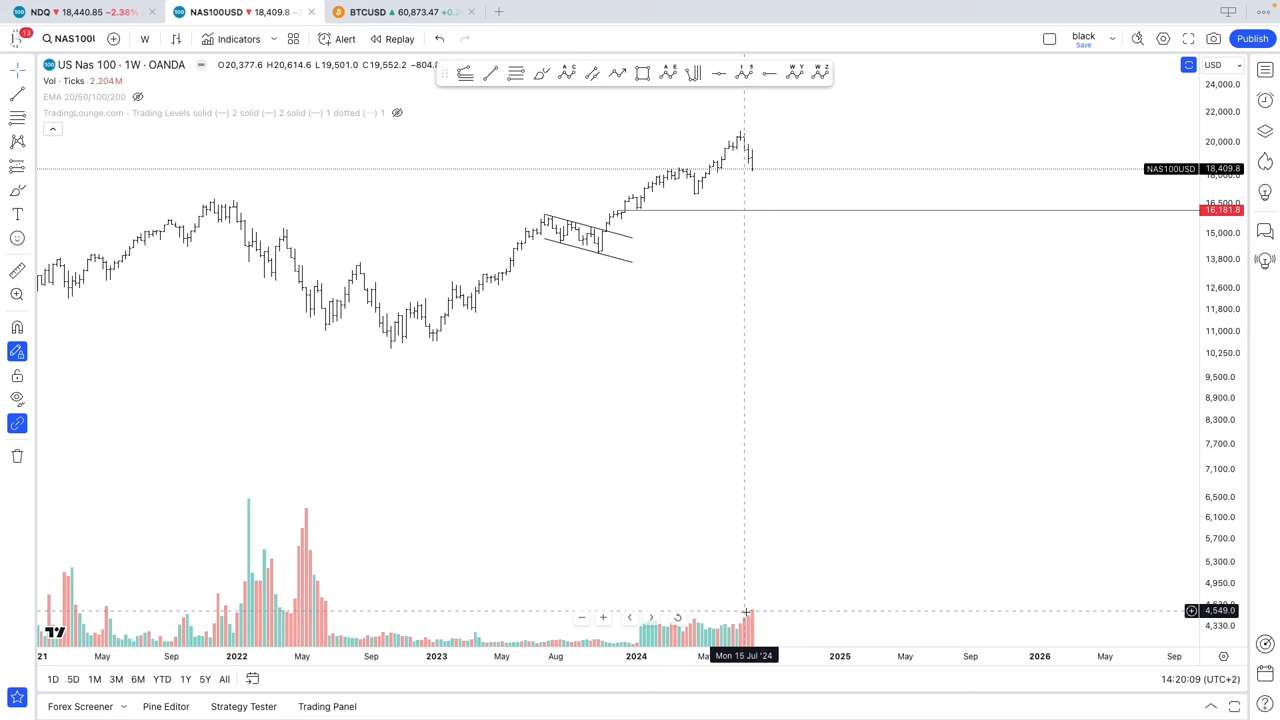 NDQ 18,440.85 −2.38%
NAS100USD 18,409.8
BTCUSD 60,873.47
13 NAS100 W Indicators Alert Replay black Save Publish
US Nas 100 · 1W · OANDA O20,377.6 H20,614.6 L19,501.0 C19,552.2 −804.
Vol · Ticks 2.204M
EMA 20/50/100/200
TradingLounge.com - Trading Levels solid (—) 2 solid (—) 2 solid (—) 1 dotted (—) 1
USD
24,000.0
22,000.0
20,000.0
NAS100USD 18,409.8
18,000.0
16,500.0
16,181.8
15,000.0
13,800.0
12,600.0
11,800.0
11,000.0
10,250.0
9,500.0
8,900.0
8,300.0
7,700.0
7,100.0
6,500.0
6,100.0
5,700.0
5,300.0
4,950.0
4,549.0
4,330.0
21 May Sep 2022 May Sep 2023 May Aug 2024 Mon 15 Jul '24 2025 May Sep 2026 May Sep
1D 5D 1M 3M 6M YTD 1Y 5Y All
14:20:09 (UTC+2)
Forex Screener Pine Editor Strategy Tester Trading Panel